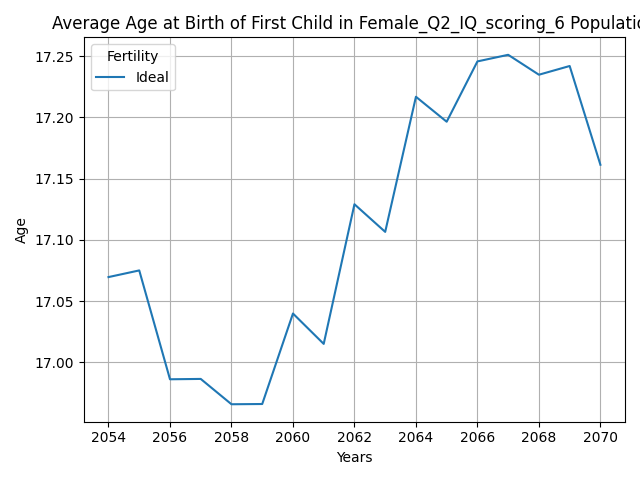 Average Age at Birth of First Child in Female_Q2_IQ_scoring_6 Populatio
Fertility
Ideal
17.25
17.20
17.15
17.10
17.05
17.00
Age
2054 2056 2058 2060 2062 2064 2066 2068 2070
Years